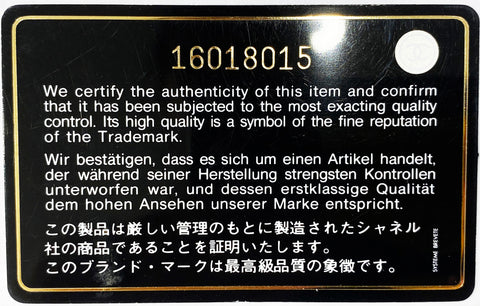 16018015
We certify the authenticity of this item and confirm
that it has been subjected to the most exacting quality
control. Its high quality is a symbol of the fine reputation
of the Trademark.
Wir bestätigen, dass es sich um einen Artikel handelt,
der während seiner Herstellung strengsten Kontrollen
unterworfen war, und dessen erstklassige Qualität
dem hohen Ansehen unserer Marke entspricht.
この製品は厳しい管理のもとに製造されたシャネル
社の商品であることを証明いたします。
このブランド・マークは最高級品質の象徴です。
SYSTEME BREVETE